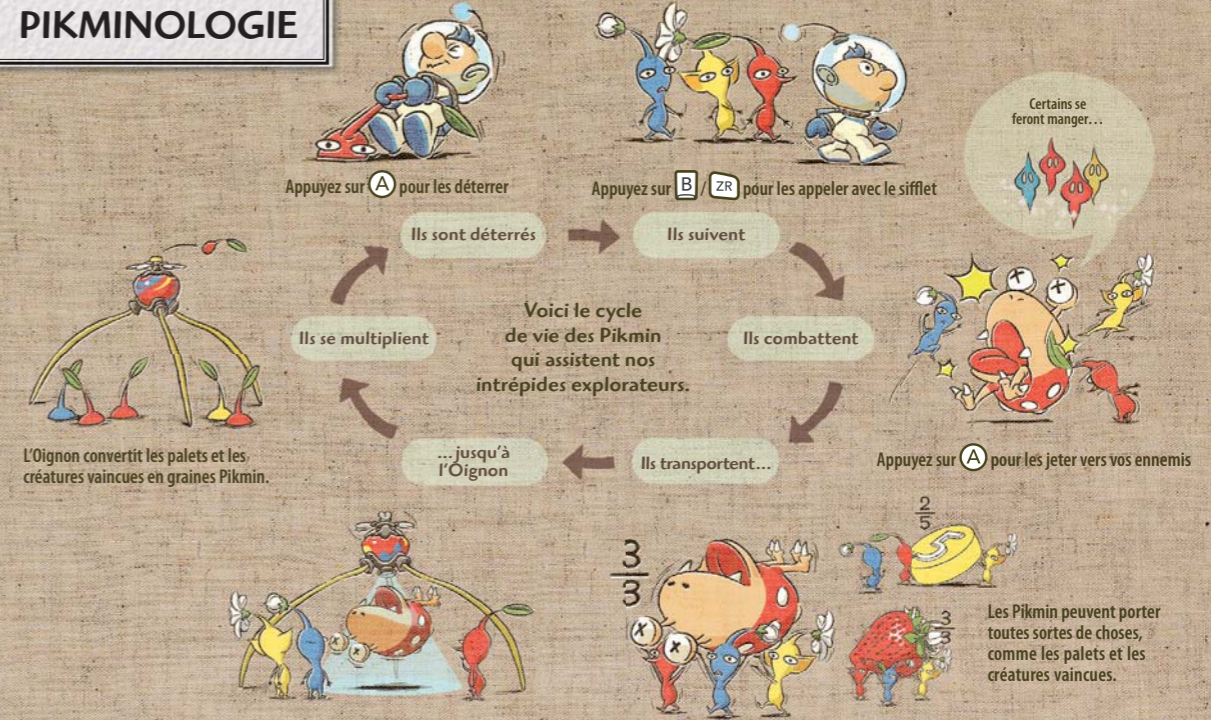 PIKMINOLOGIE
Appuyez sur A pour les déterrer
Appuyez sur B / ZR pour les appeler avec le sifflet
Certains se
feront manger…
Ils sont déterrés
Ils suivent
Ils se multiplient
Voici le cycle
de vie des Pikmin
qui assistent nos
intrépides explorateurs.
Ils combattent
L'Oignon convertit les palets et les
créatures vaincues en graines Pikmin.
…jusqu'à
l'Oignon
Ils transportent…
Appuyez sur A pour les jeter vers vos ennemis
2
5
5
3
3
3
3
Les Pikmin peuvent porter
toutes sortes de choses,
comme les palets et les
créatures vaincues.